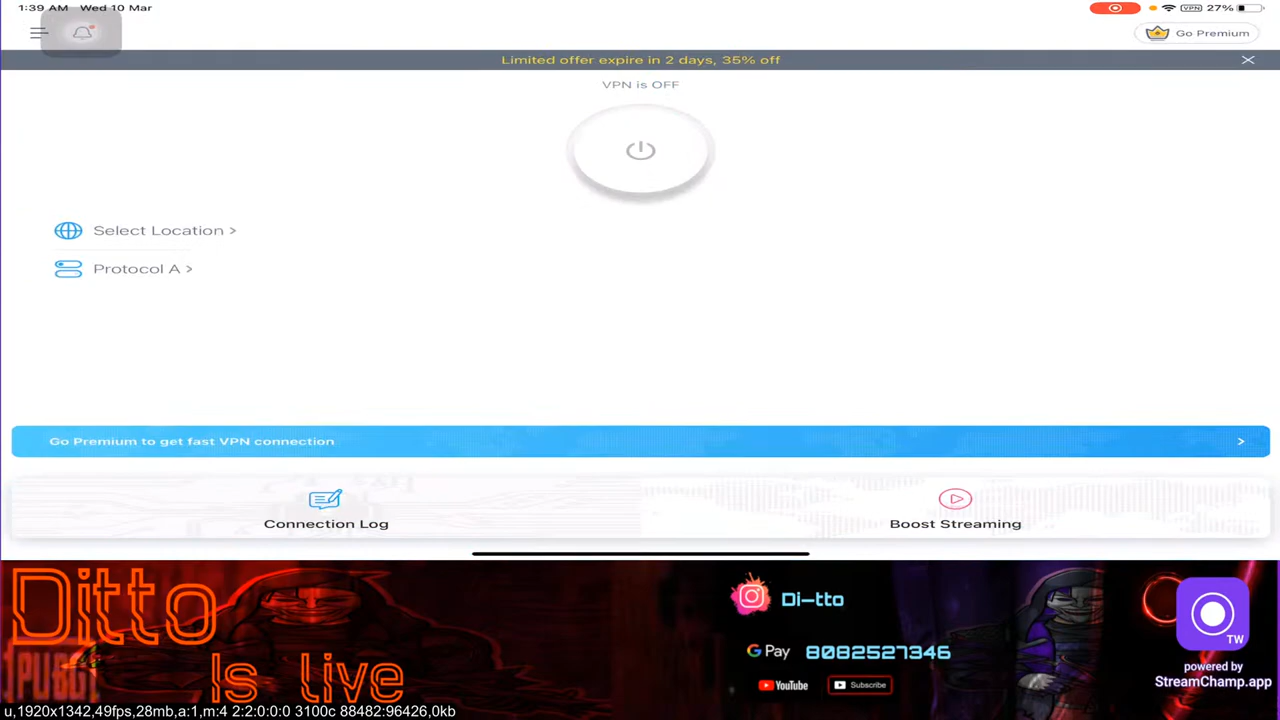 1:39 AM Wed 10 Mar
VPN 27%
Go Premium
Limited offer expire in 2 days, 35% off
VPN is OFF
Select Location >
Protocol A >
Go Premium to get fast VPN connection >
Connection Log
Boost Streaming
Ditto
Is live
PUBG
Di-tto
G Pay 8082527346
YouTube
Subscribe
TW
powered by
StreamChamp.app
u,1920x1342,49fps,28mb,a:1,m:4 2:2:0:0:0 3100c 88482:96426,0kb